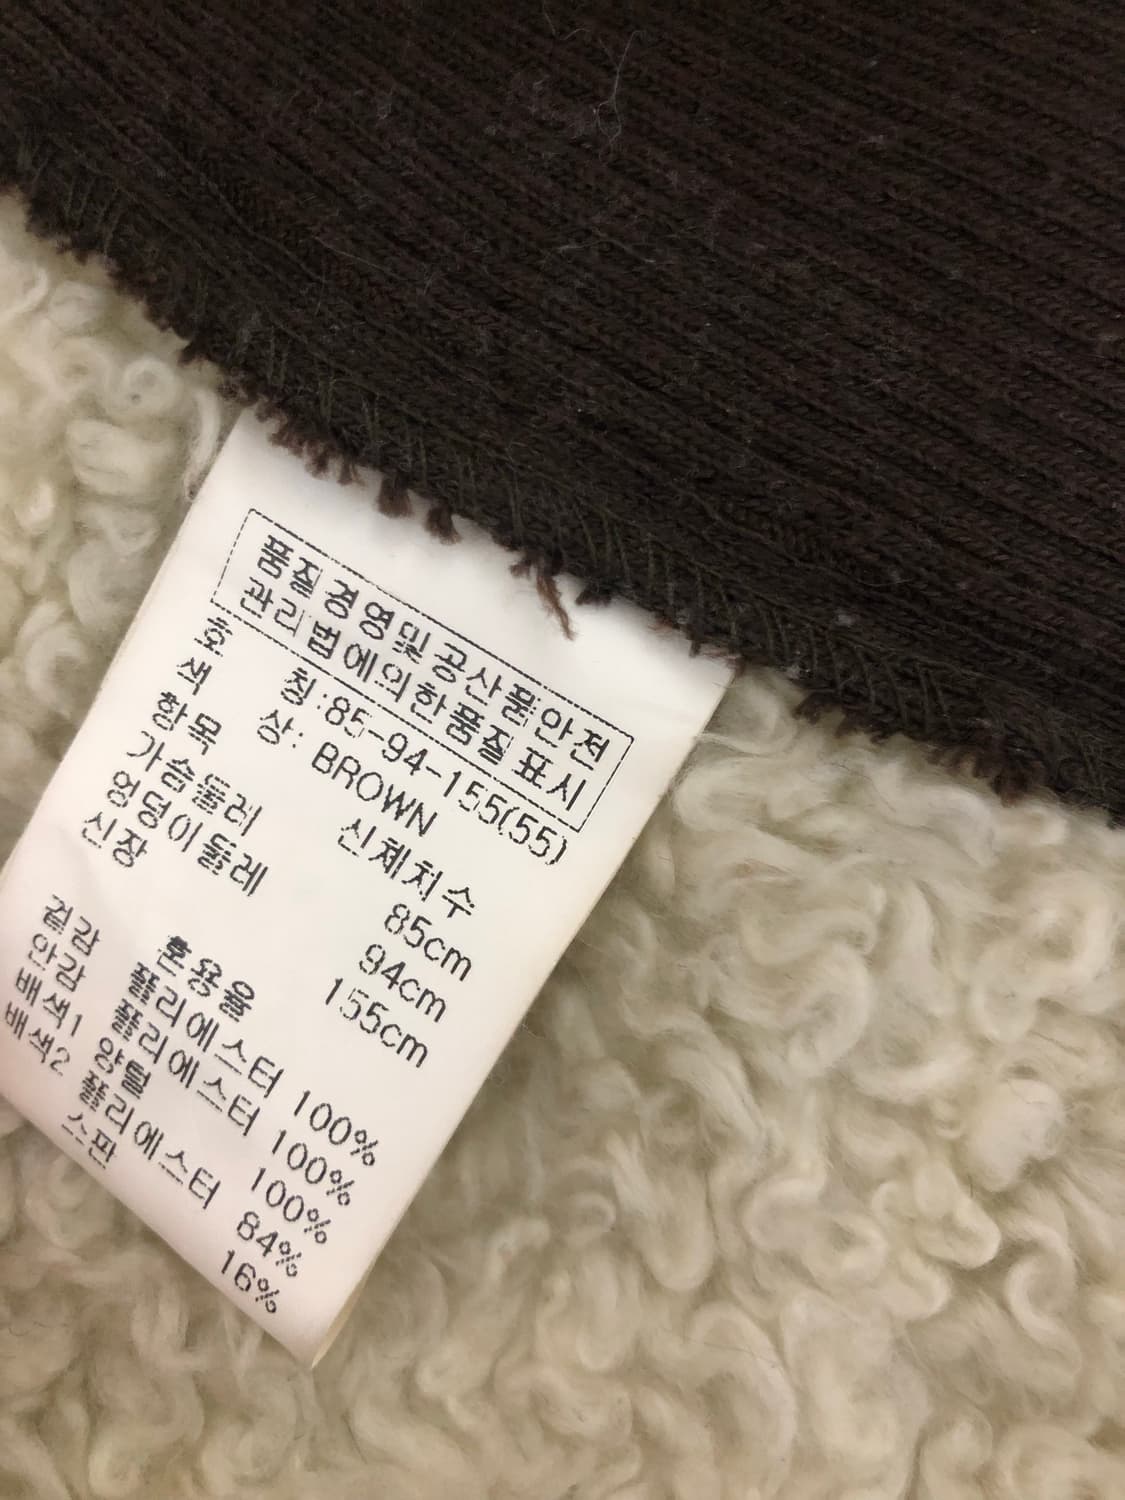 품질경영및공산품안전
관리법에의한품질표시
호 칭:85-94-155(55)
색 상: BROWN
항목 신체치수
가슴둘레 85cm
엉덩이둘레 94cm
신장 155cm
혼용율
겉감 폴리에스터 100%
안감 폴리에스터 100%
배색1 양털 100%
배색2 폴리에스터 84%
스판 16%